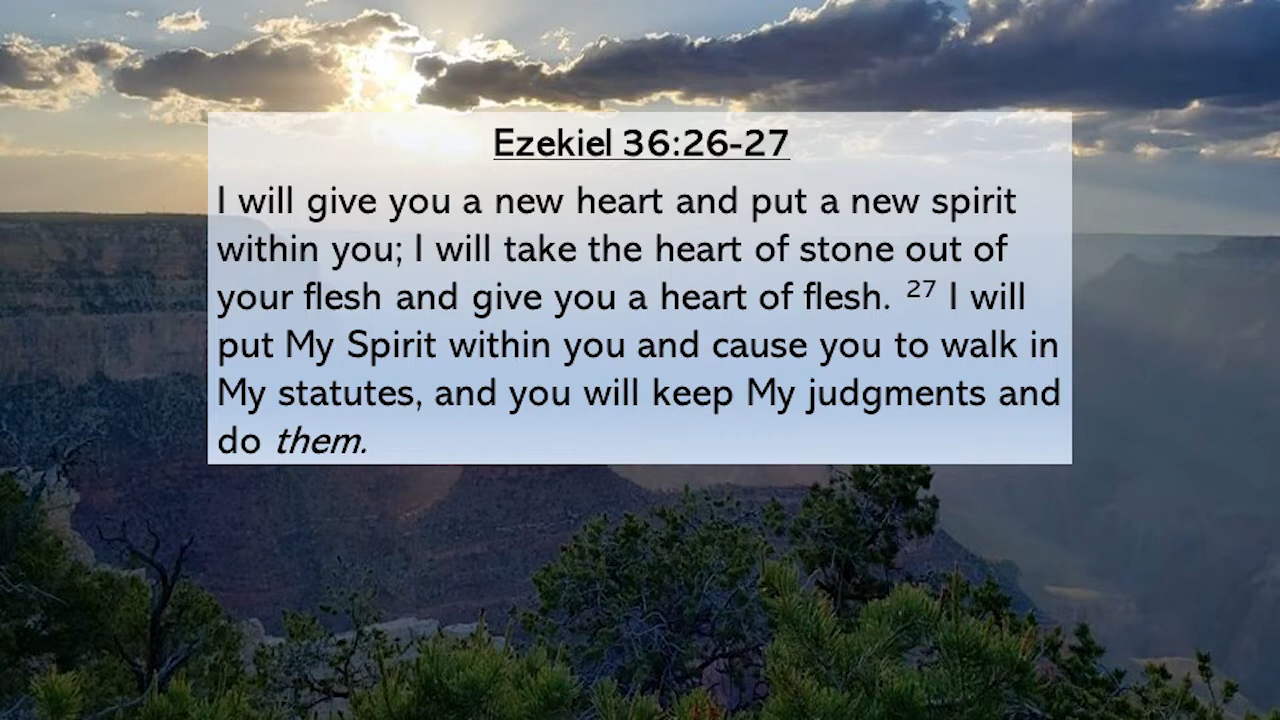 Ezekiel 36:26-27
I will give you a new heart and put a new spirit
within you; I will take the heart of stone out of
your flesh and give you a heart of flesh. 27 I will
put My Spirit within you and cause you to walk in
My statutes, and you will keep My judgments and
do them.